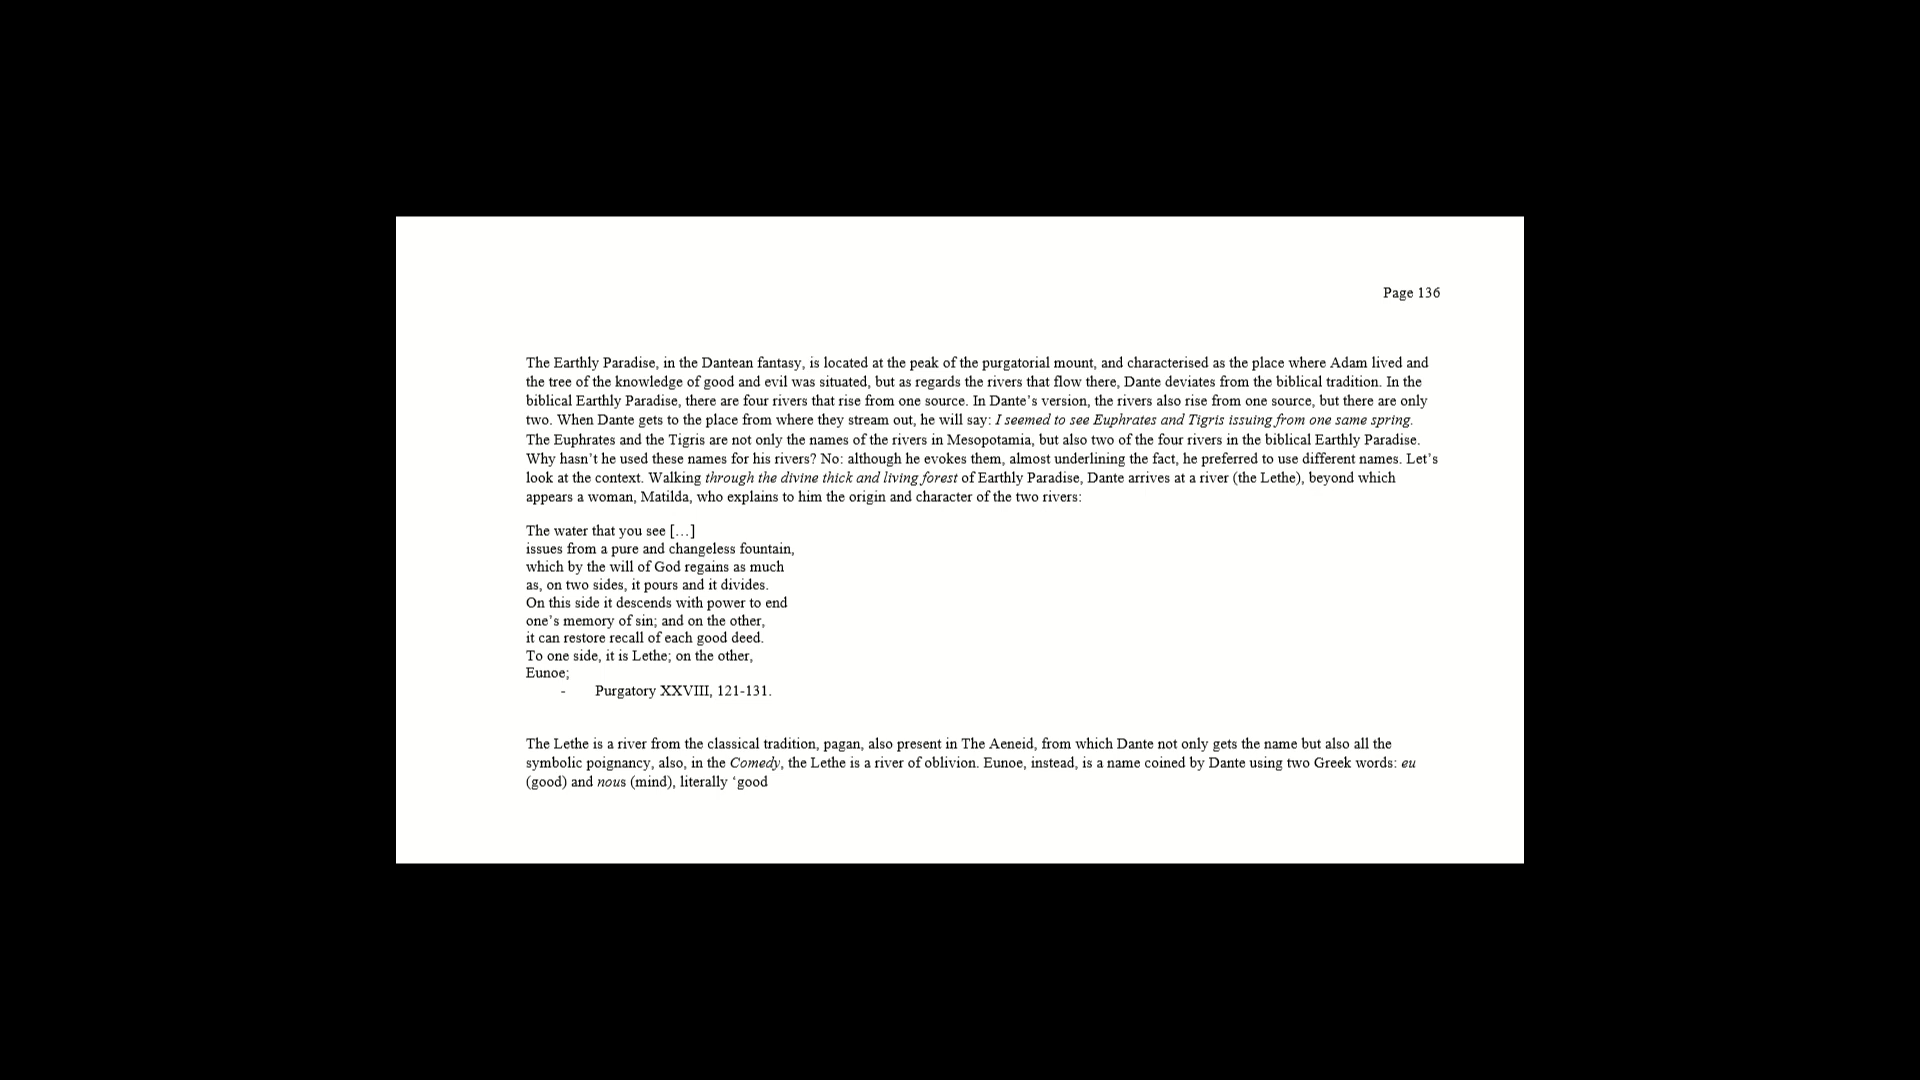 Page 136
The Earthly Paradise, in the Dantean fantasy, is located at the peak of the purgatorial mount, and characterised as the place where Adam lived and
the tree of the knowledge of good and evil was situated, but as regards the rivers that flow there, Dante deviates from the biblical tradition. In the
biblical Earthly Paradise, there are four rivers that rise from one source. In Dante’s version, the rivers also rise from one source, but there are only
two. When Dante gets to the place from where they stream out, he will say: I seemed to see Euphrates and Tigris issuing from one same spring.
The Euphrates and the Tigris are not only the names of the rivers in Mesopotamia, but also two of the four rivers in the biblical Earthly Paradise.
Why hasn’t he used these names for his rivers? No: although he evokes them, almost underlining the fact, he preferred to use different names. Let’s
look at the context. Walking through the divine thick and living forest of Earthly Paradise, Dante arrives at a river (the Lethe), beyond which
appears a woman, Matilda, who explains to him the origin and character of the two rivers:
The water that you see […]
issues from a pure and changeless fountain,
which by the will of God regains as much
as, on two sides, it pours and it divides.
On this side it descends with power to end
one’s memory of sin; and on the other,
it can restore recall of each good deed.
To one side, it is Lethe; on the other,
Eunoe;
- Purgatory XXVIII, 121-131.
The Lethe is a river from the classical tradition, pagan, also present in The Aeneid, from which Dante not only gets the name but also all the
symbolic poignancy, also, in the Comedy, the Lethe is a river of oblivion. Eunoe, instead, is a name coined by Dante using two Greek words: eu
(good) and nous (mind), literally ‘good